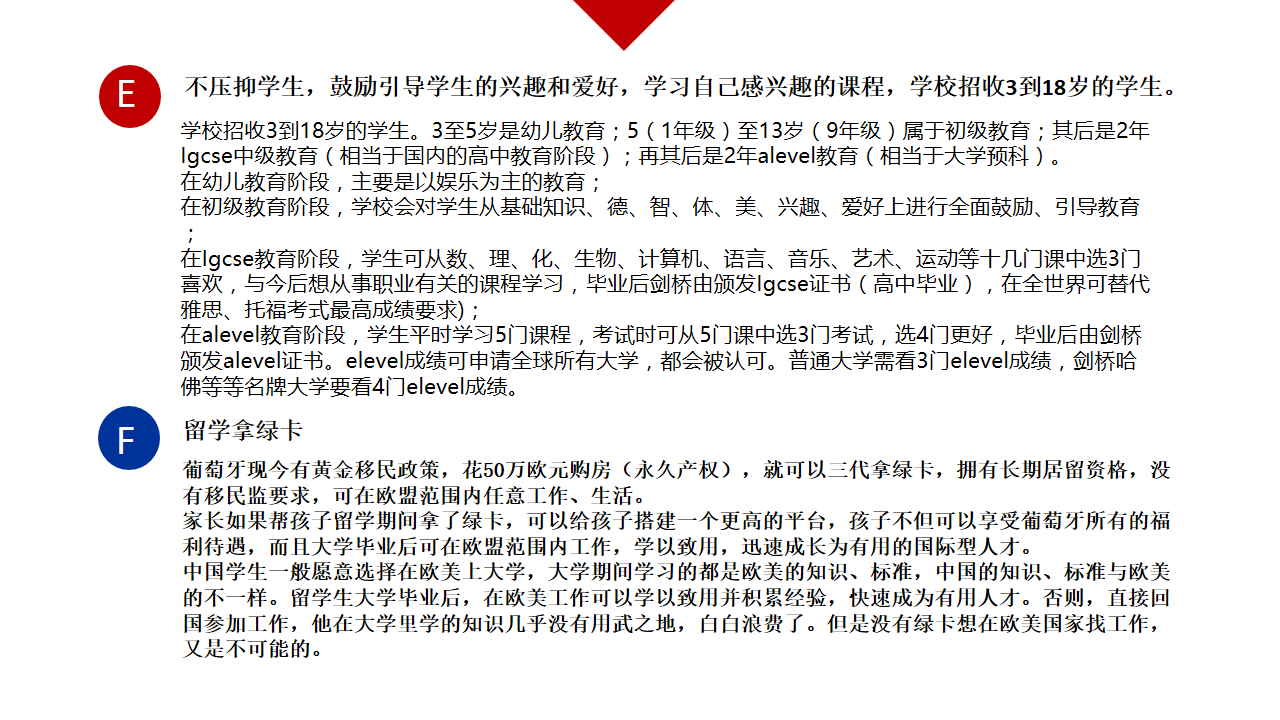 E
不压抑学生，鼓励引导学生的兴趣和爱好，学习自己感兴趣的课程，学校招收3到18岁的学生。
学校招收3到18岁的学生。3至5岁是幼儿教育；5（1年级）至13岁（9年级）属于初级教育；其后是2年
Igcse中级教育（相当于国内的高中教育阶段）；再其后是2年alevel教育（相当于大学预科）。
在幼儿教育阶段，主要是以娱乐为主的教育；
在初级教育阶段，学校会对学生从基础知识、德、智、体、美、兴趣、爱好上进行全面鼓励、引导教育
；
在Igcse教育阶段，学生可从数、理、化、生物、计算机、语言、音乐、艺术、运动等十几门课中选3门
喜欢，与今后想从事职业有关的课程学习，毕业后剑桥由颁发Igcse证书（高中毕业），在全世界可替代
雅思、托福考式最高成绩要求)；
在alevel教育阶段，学生平时学习5门课程，考试时可从5门课中选3门考试，选4门更好，毕业后由剑桥
颁发alevel证书。elevel成绩可申请全球所有大学，都会被认可。普通大学需看3门elevel成绩，剑桥哈
佛等等名牌大学要看4门elevel成绩。
F
留学拿绿卡
葡萄牙现今有黄金移民政策，花50万欧元购房（永久产权），就可以三代拿绿卡，拥有长期居留资格，没
有移民监要求，可在欧盟范围内任意工作、生活。
家长如果帮孩子留学期间拿了绿卡，可以给孩子搭建一个更高的平台，孩子不但可以享受葡萄牙所有的福
利待遇，而且大学毕业后可在欧盟范围内工作，学以致用，迅速成长为有用的国际型人才。
中国学生一般愿意选择在欧美上大学，大学期间学习的都是欧美的知识、标准，中国的知识、标准与欧美
的不一样。留学生大学毕业后，在欧美工作可以学以致用并积累经验，快速成为有用人才。否则，直接回
国参加工作，他在大学里学的知识几乎没有用武之地，白白浪费了。但是没有绿卡想在欧美国家找工作，
又是不可能的。